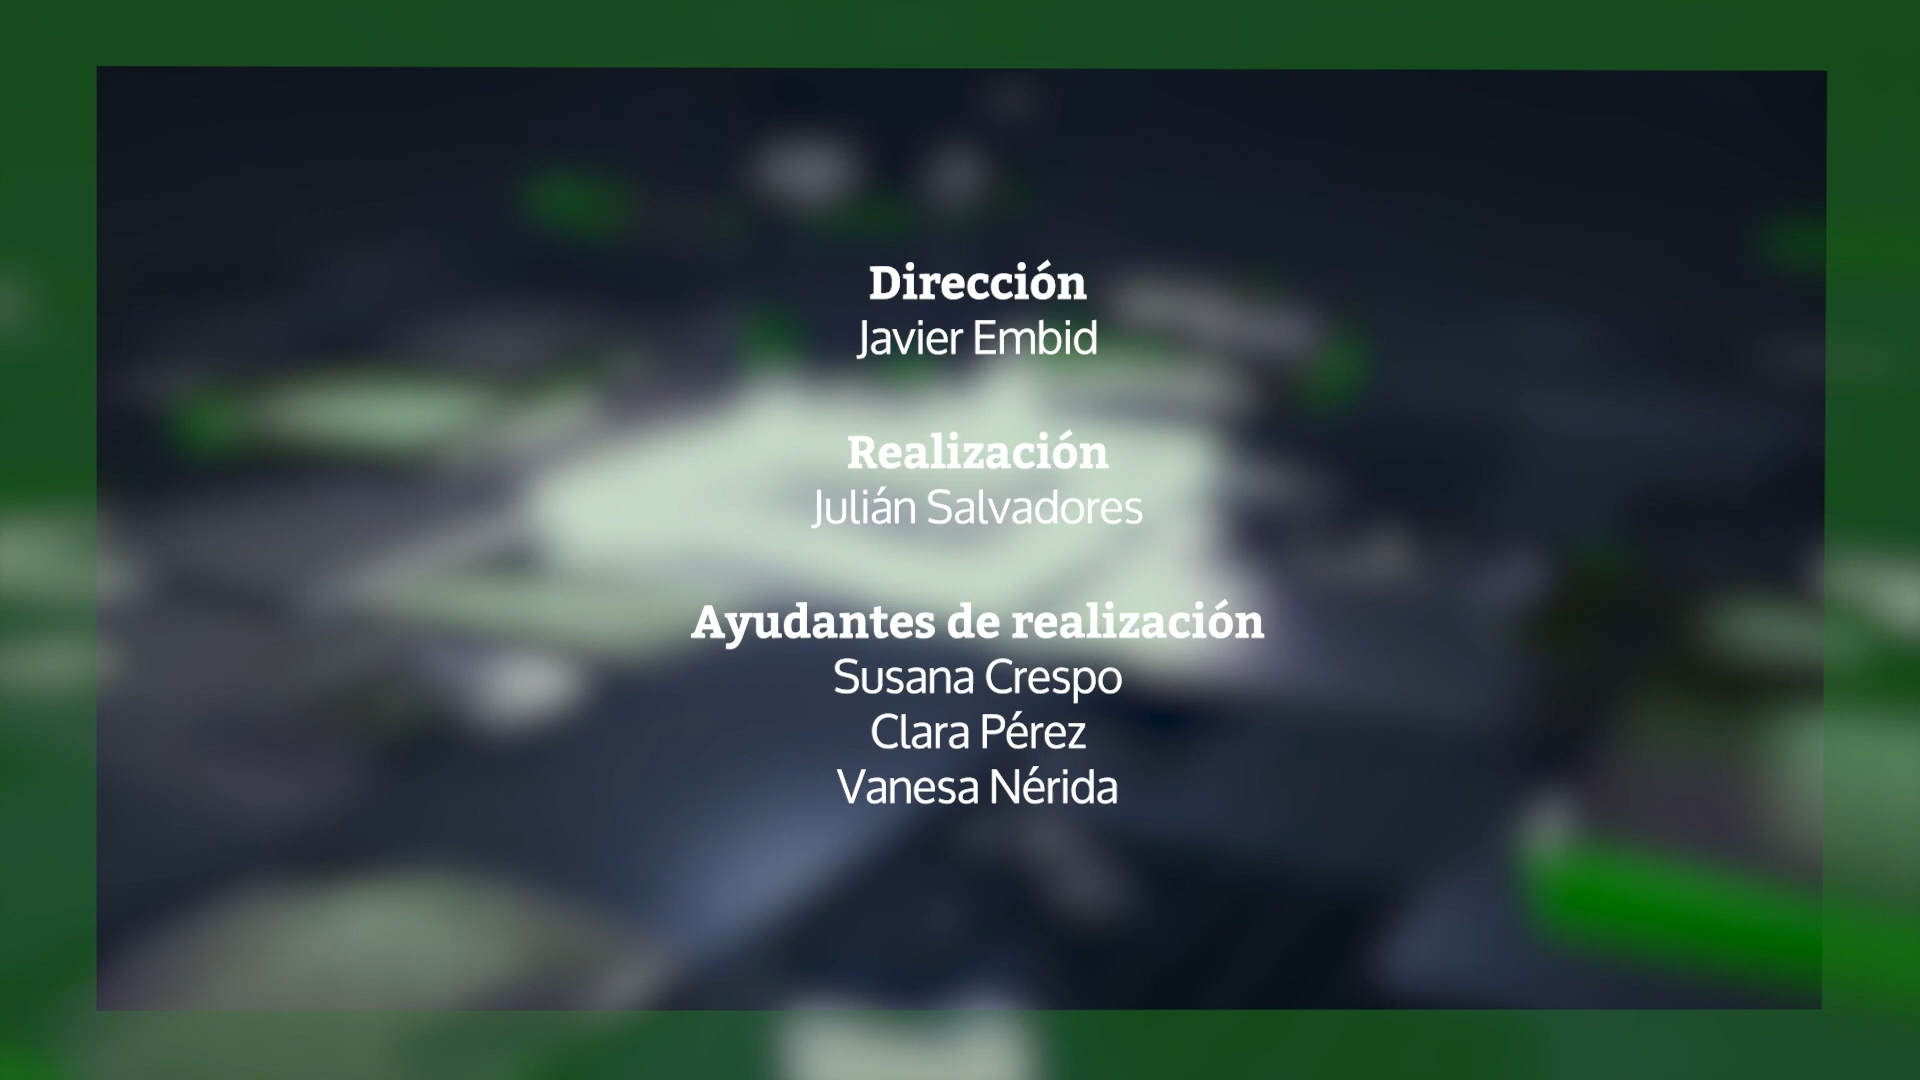 Dirección
Javier Embid
Realización
Julián Salvadores
Ayudantes de realización
Susana Crespo
Clara Pérez
Vanesa Nérida